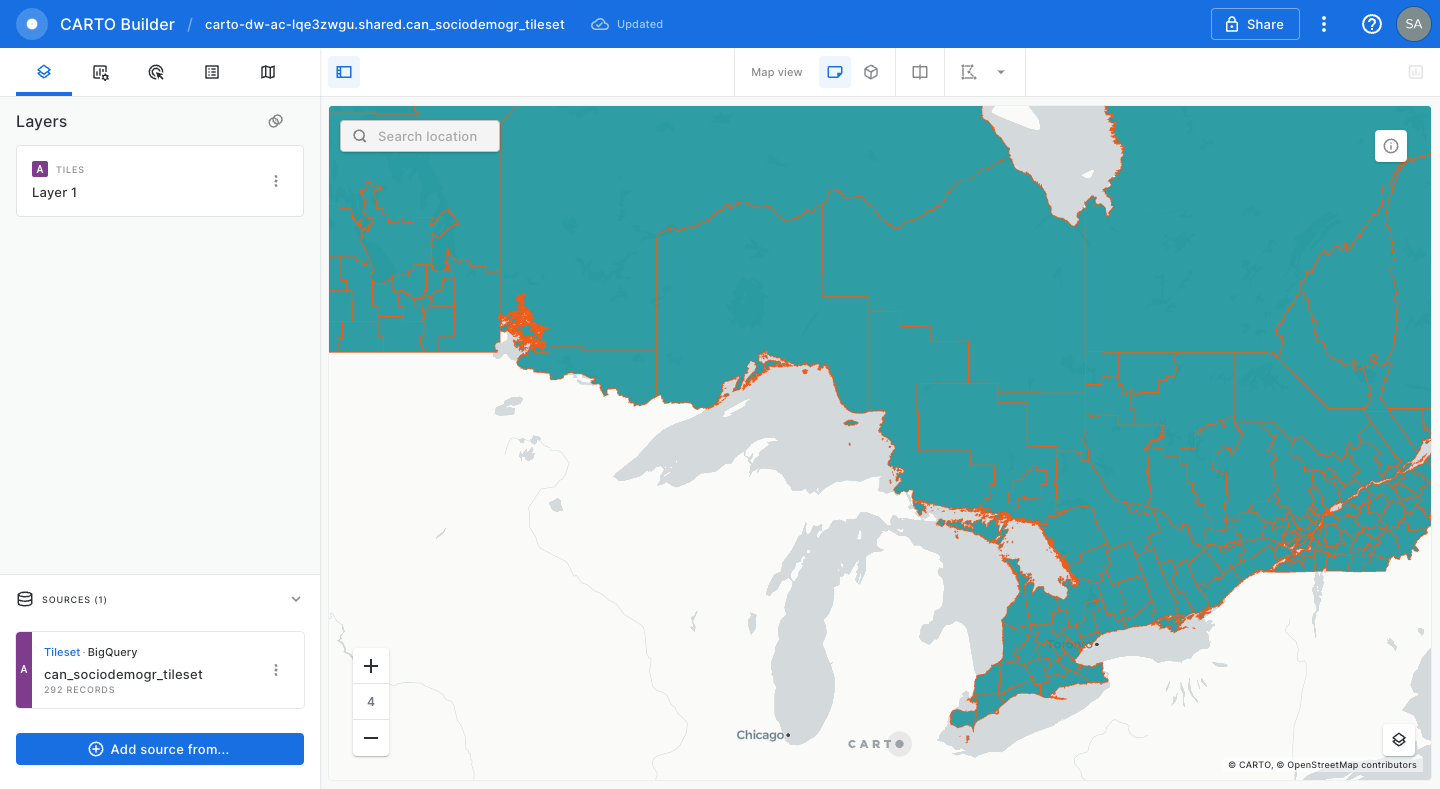 CARTO Builder / carto-dw-ac-lqe3zwgu.shared.can_sociodemogr_tileset Updated Share SA
Map view
Layers
Search location
A TILES
Layer 1
SOURCES (1)
Tileset · BigQuery
A
can_sociodemogr_tileset
292 RECORDS
Add source from...
4
Toronto
Chicago
CARTO
© CARTO, © OpenStreetMap contributors